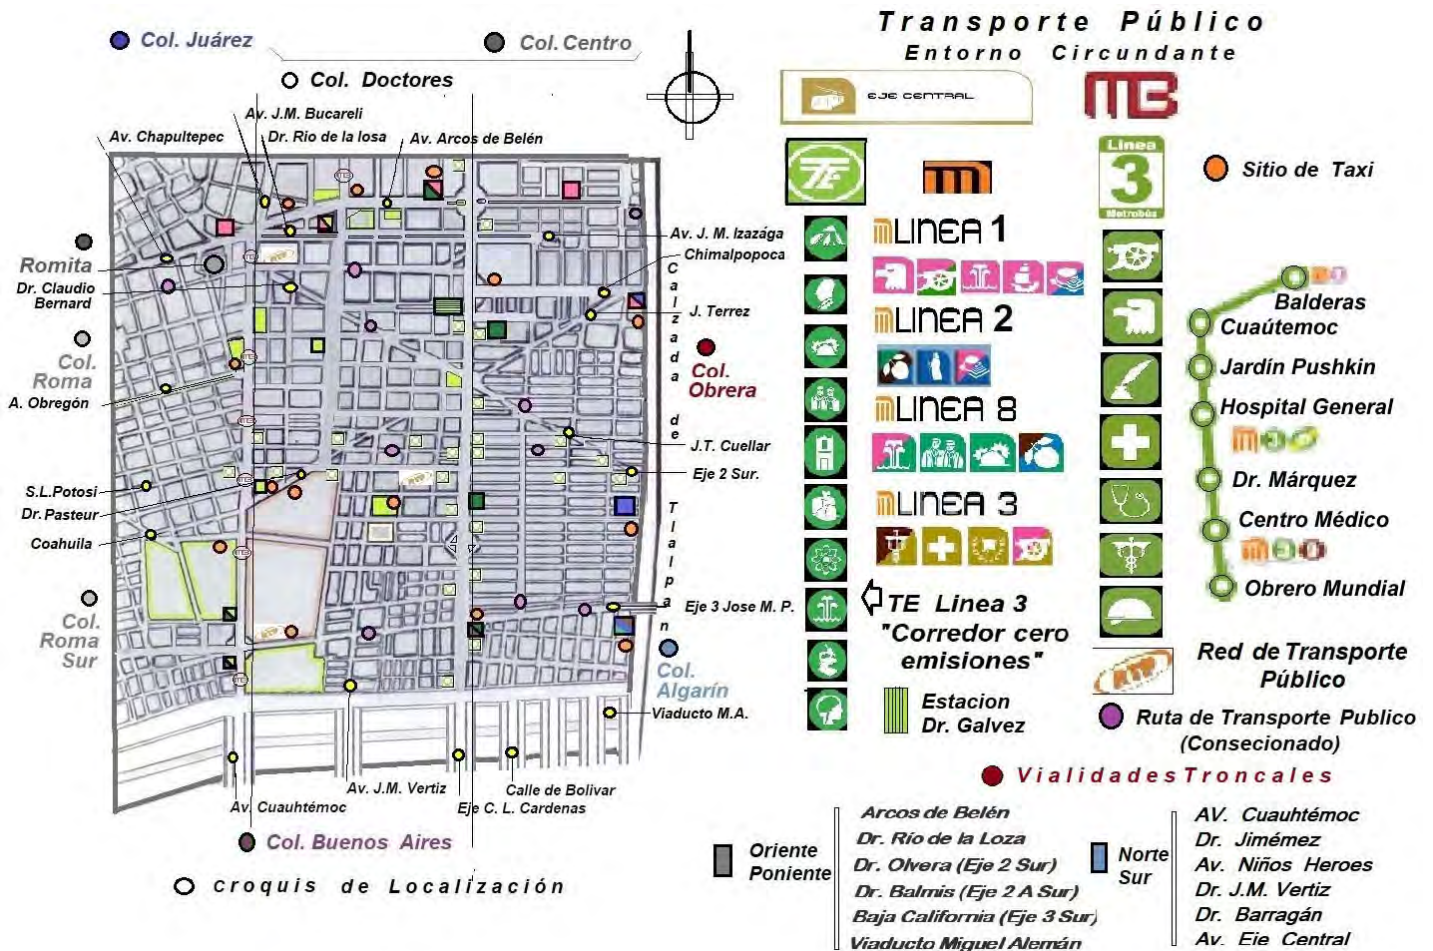 Transporte Público
Entorno Circundante
Col. Juárez
Col. Centro
Col. Doctores
EJE CENTRAL
MB
Av. J.M. Bucareli
Av. Chapultepec
Dr. Rio de la losa
Av. Arcos de Belén
Linea
3
Metrobús
Sitio de Taxi
LINEA 1
Av. J. M. Izazága
Chimalpopoca
Romita
Dr. Claudio
Bernard
Calzada de Tlalpan
J. Terrez
LINEA 2
Balderas
Cuaútemoc
Col.
Roma
Col.
Obrera
Jardín Pushkin
A. Obregón
LINEA 8
Hospital General
J.T. Cuellar
Eje 2 Sur.
Dr. Márquez
S.L.Potosi
Dr. Pasteur
LINEA 3
Centro Médico
Coahuila
Obrero Mundial
Eje 3 Jose M. P.
TE Linea 3
"Corredor cero
emisiones"
Col.
Roma
Sur
Col.
Algarín
RTP
Red de Transporte
Público
Estacion
Dr. Galvez
Viaducto M.A.
Ruta de Transporte Publico
(Consecionado)
Vialidades Troncales
Av. J.M. Vertiz
Calle de Bolivar
Av. Cuauhtémoc
Eje C. L. Cardenas
Col. Buenos Aires
Croquis de Localización
Oriente
Poniente
Arcos de Belén
Dr. Río de la Loza
Dr. Olvera (Eje 2 Sur)
Dr. Balmis (Eje 2 A Sur)
Baja California (Eje 3 Sur)
Viaducto Miguel Alemán
Norte
Sur
AV. Cuauhtémoc
Dr. Jimémez
Av. Niños Heroes
Dr. J.M. Vertiz
Dr. Barragán
Av. Eje Central